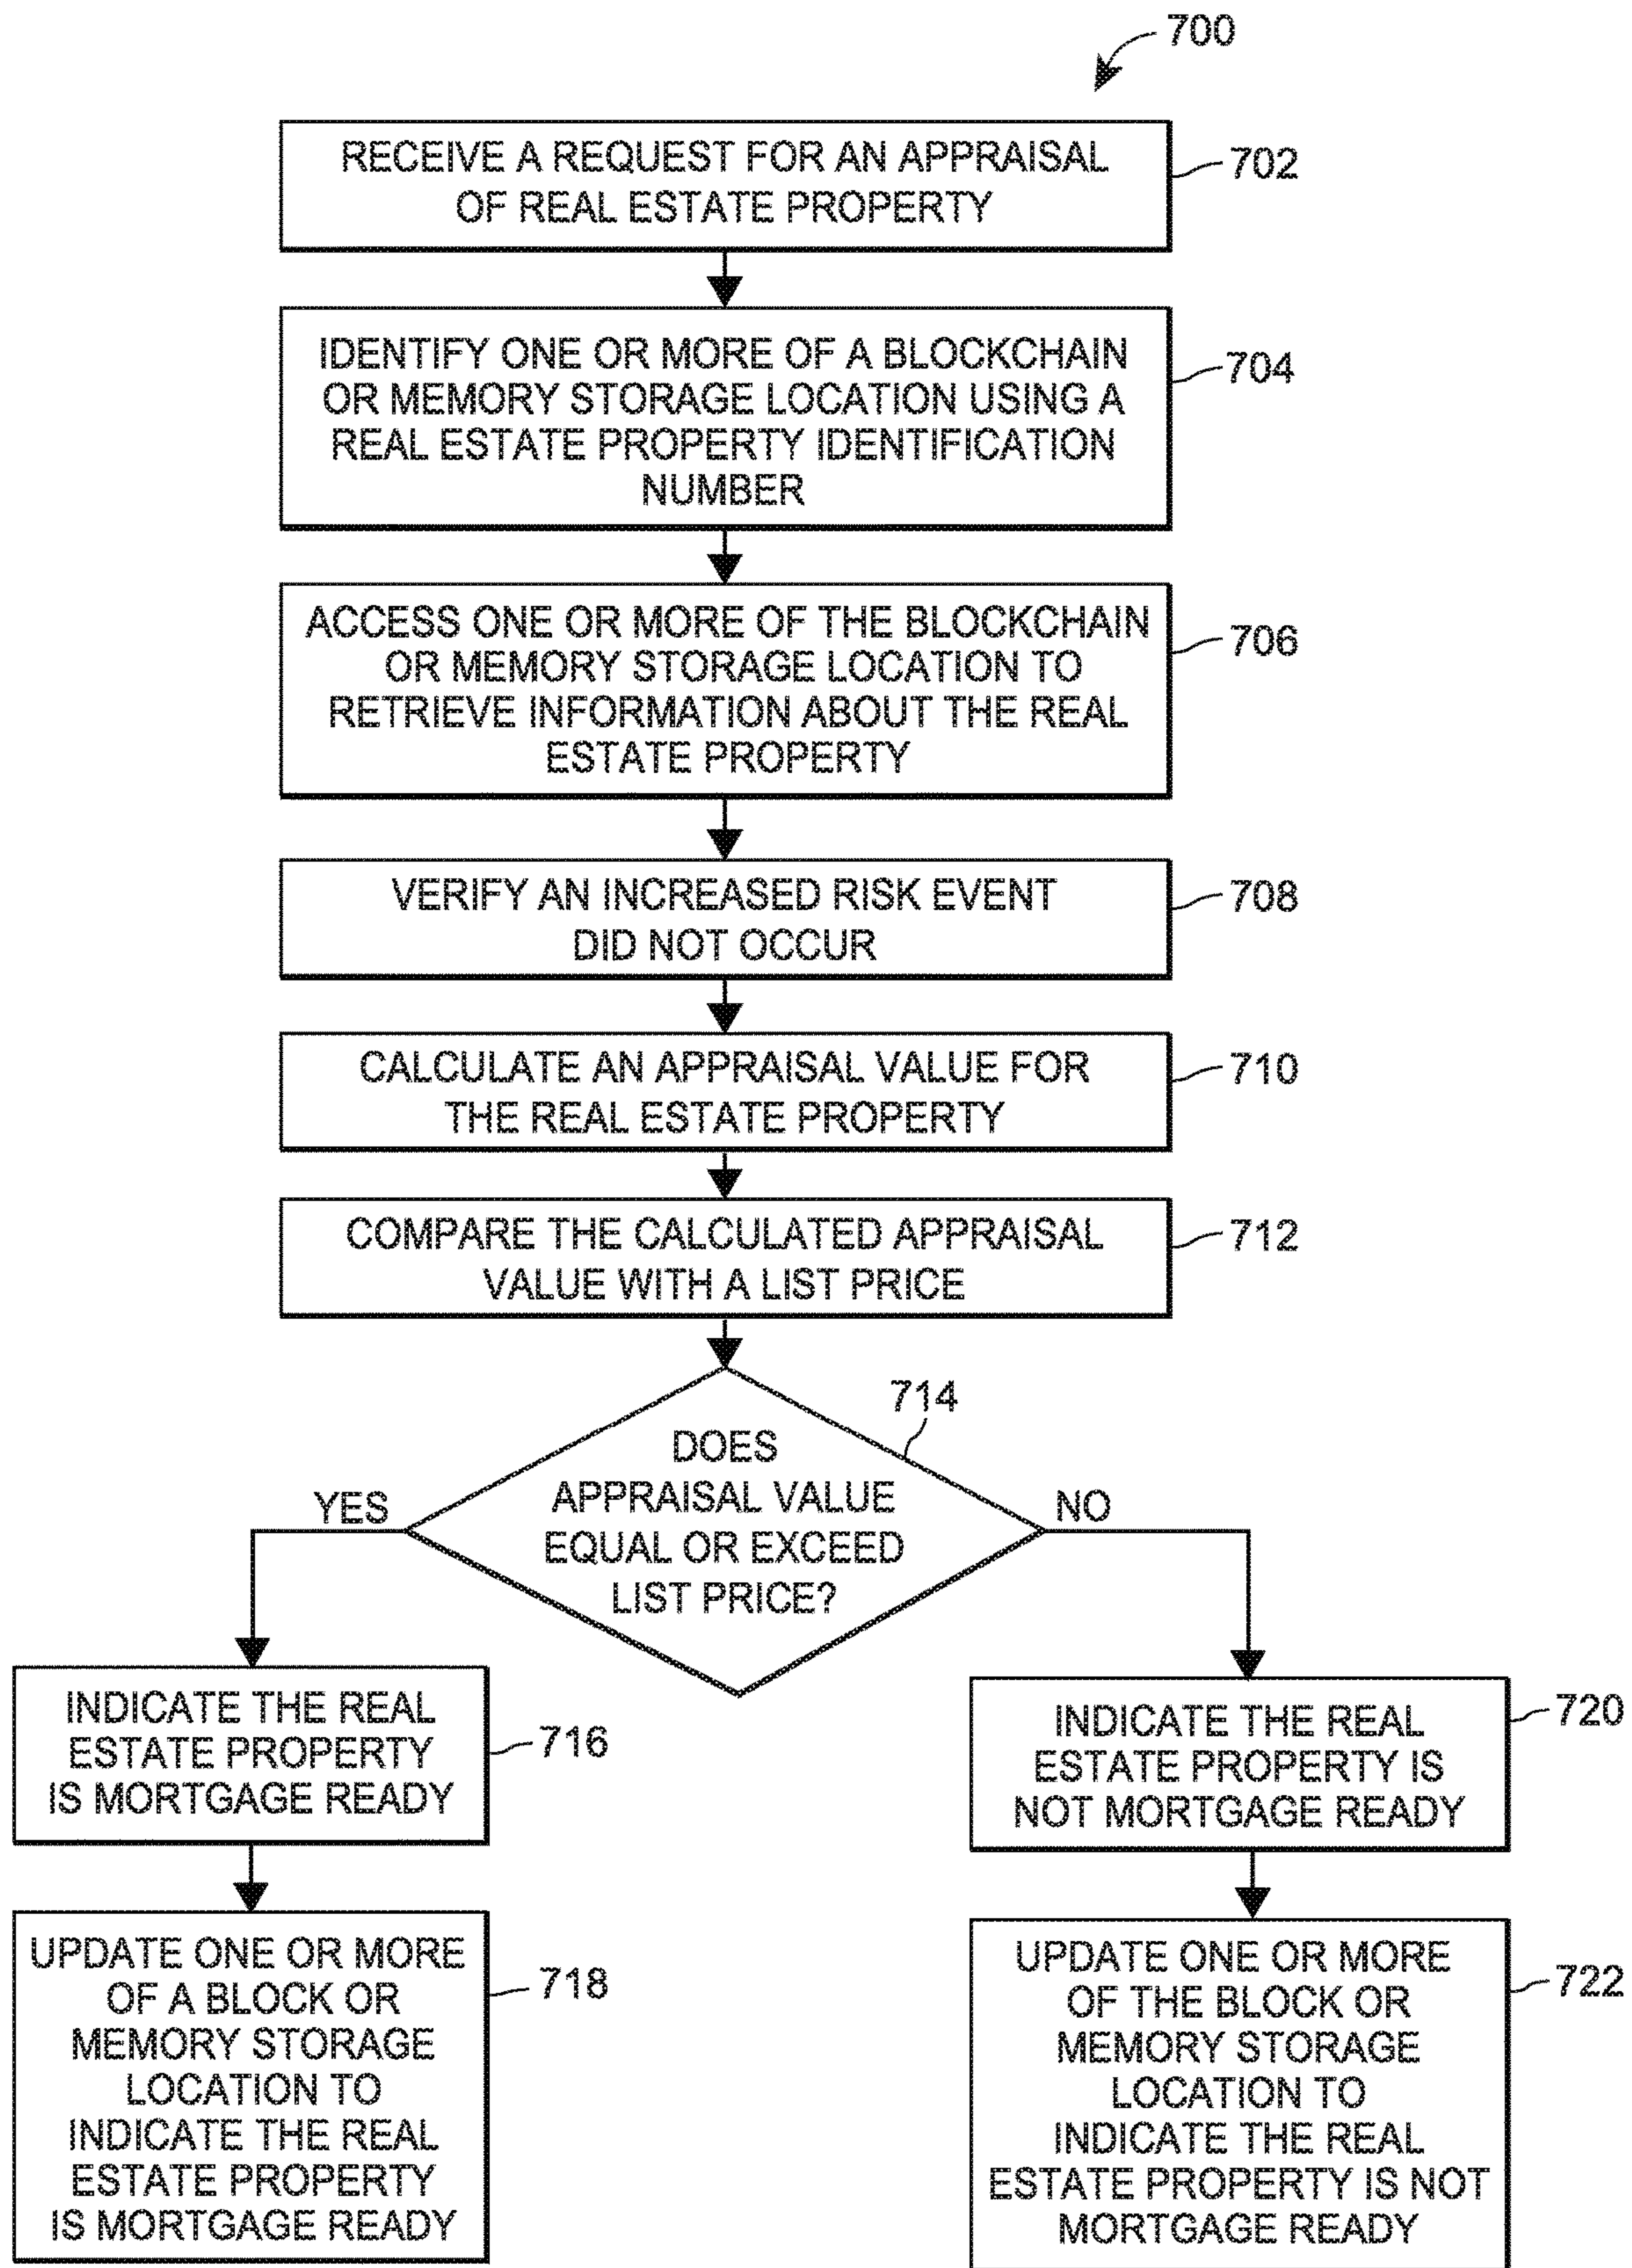 700
RECEIVE A REQUEST FOR AN APPRAISAL
OF REAL ESTATE PROPERTY
702
IDENTIFY ONE OR MORE OF A BLOCKCHAIN
OR MEMORY STORAGE LOCATION USING A
REAL ESTATE PROPERTY IDENTIFICATION
NUMBER
704
ACCESS ONE OR MORE OF THE BLOCKCHAIN
OR MEMORY STORAGE LOCATION TO
RETRIEVE INFORMATION ABOUT THE REAL
ESTATE PROPERTY
706
VERIFY AN INCREASED RISK EVENT
DID NOT OCCUR
708
CALCULATE AN APPRAISAL VALUE FOR
THE REAL ESTATE PROPERTY
710
COMPARE THE CALCULATED APPRAISAL
VALUE WITH A LIST PRICE
712
714
DOES
APPRAISAL VALUE
EQUAL OR EXCEED
LIST PRICE?
YES
NO
INDICATE THE REAL
ESTATE PROPERTY
IS MORTGAGE READY
716
INDICATE THE REAL
ESTATE PROPERTY IS
NOT MORTGAGE READY
720
UPDATE ONE OR MORE
OF A BLOCK OR
MEMORY STORAGE
LOCATION TO
INDICATE THE REAL
ESTATE PROPERTY
IS MORTGAGE READY
718
UPDATE ONE OR MORE
OF THE BLOCK OR
MEMORY STORAGE
LOCATION TO
INDICATE THE REAL
ESTATE PROPERTY IS NOT
MORTGAGE READY
722